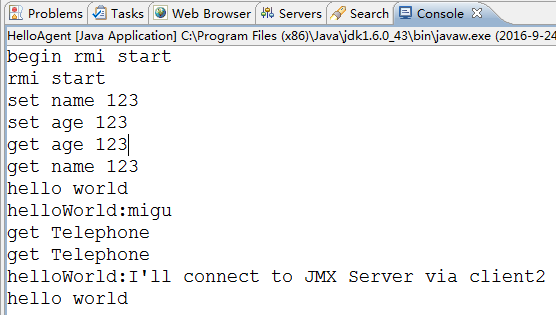 Problems Tasks Web Browser Servers Search Console
HelloAgent [Java Application] C:\Program Files (x86)\Java\jdk1.6.0_43\bin\javaw.exe (2016-9-24
begin rmi start
rmi start
set name 123
set age 123
get age 123
get name 123
hello world
helloWorld:migu
get Telephone
get Telephone
helloWorld:I'll connect to JMX Server via client2
hello world